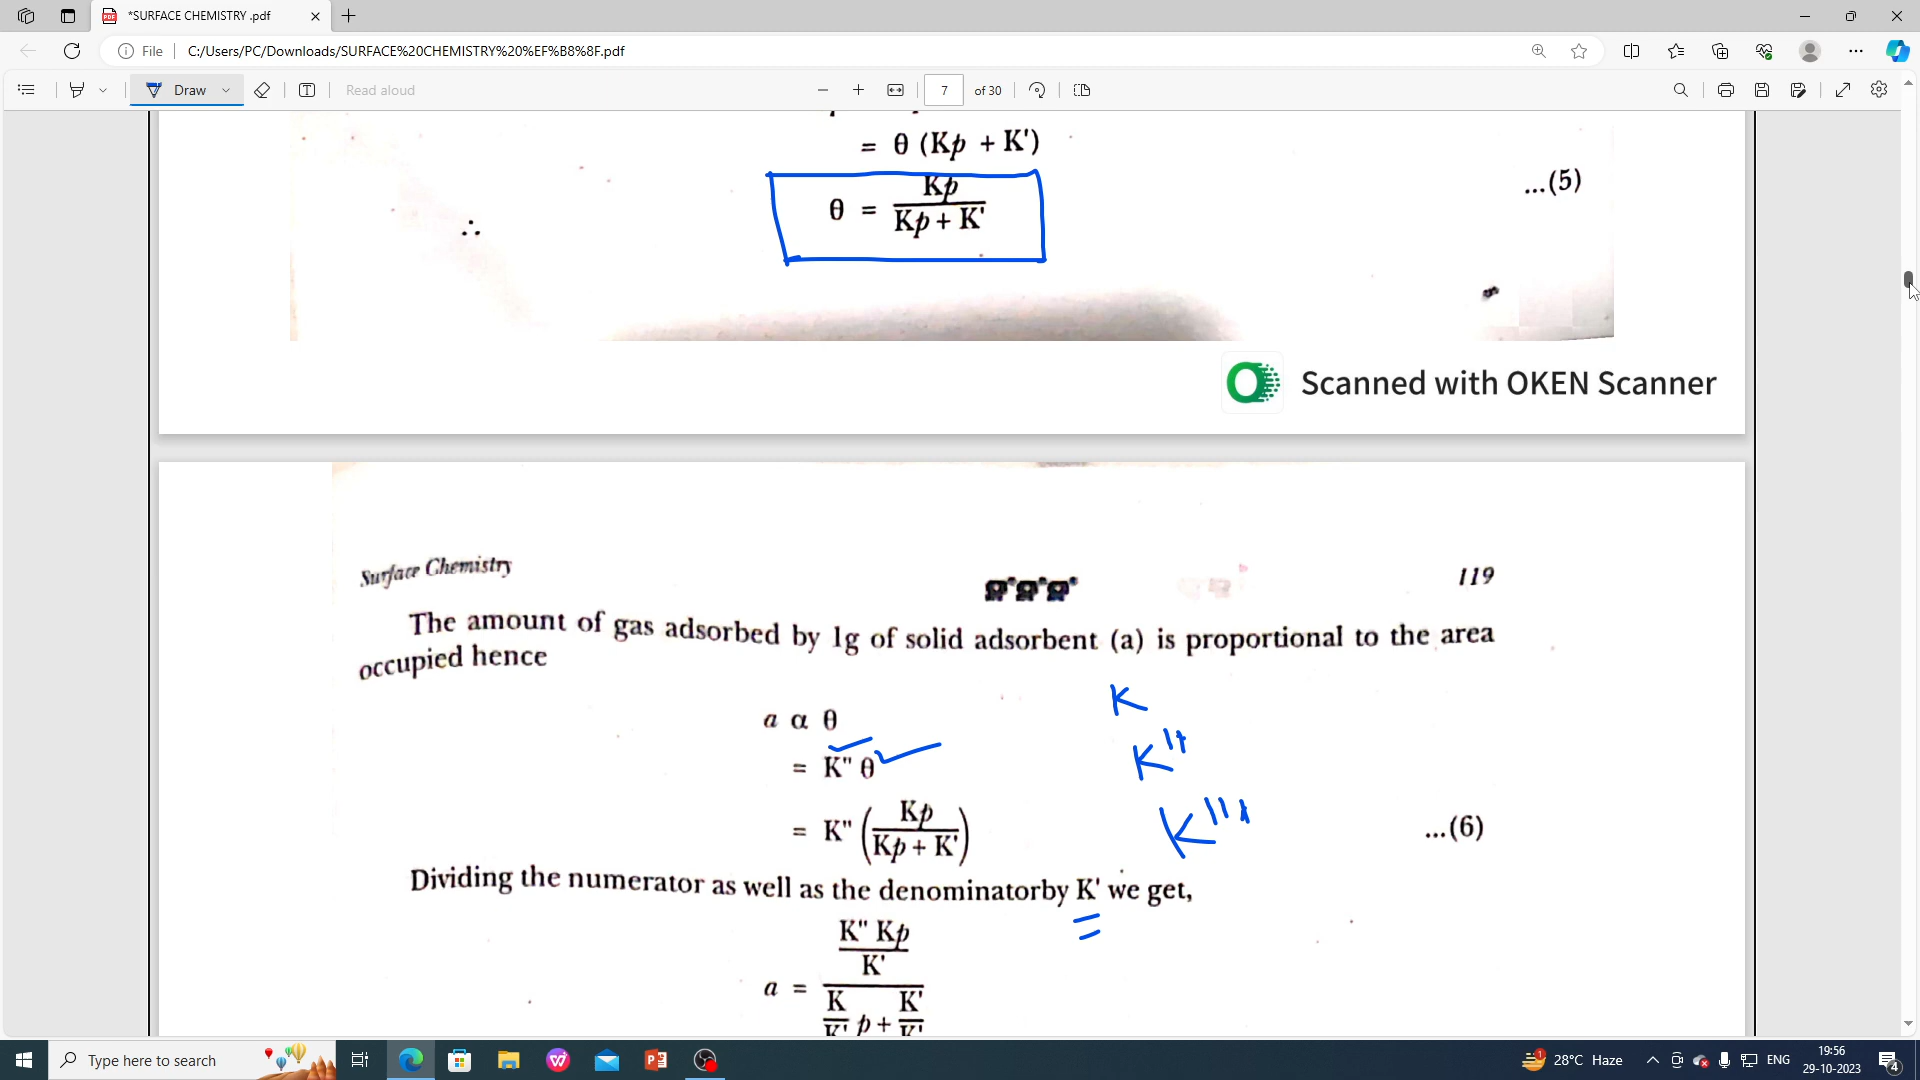 *SURFACE CHEMISTRY .pdf
File C:/Users/PC/Downloads/SURFACE%20CHEMISTRY%20%EF%B8%8F.pdf
Draw Read aloud 7 of 30
= θ (Kp + K')
∴ θ = Kp / Kp + K' ...(5)
Scanned with OKEN Scanner
Surface Chemistry 119
The amount of gas adsorbed by 1g of solid adsorbent (a) is proportional to the area
occupied hence
K
a α θ
K''
= K" θ
K'''
= K" (Kp / Kp + K') ...(6)
Dividing the numerator as well as the denominatorby K' we get,
K" Kp
K'
a =
K K'
K' p + K'
Type here to search 28°C Haze ENG 19:56
29-10-2023
1
4